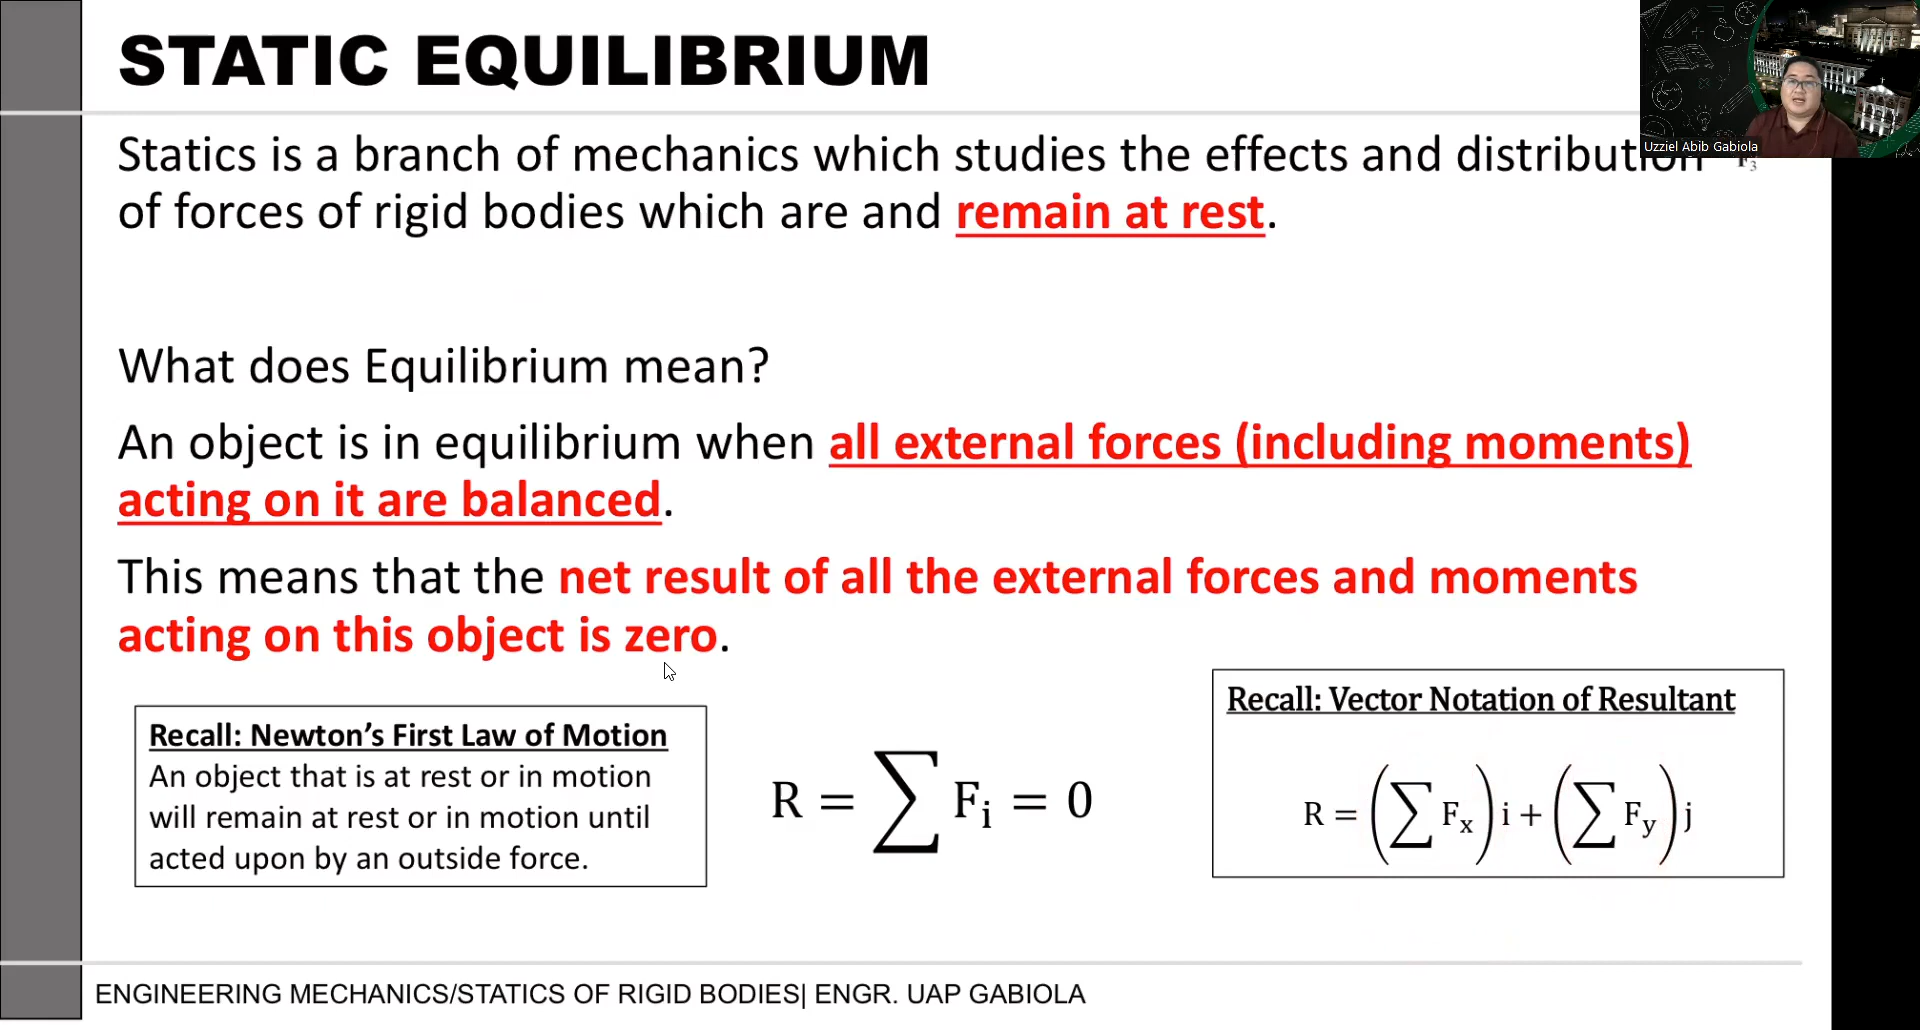 STATIC EQUILIBRIUM
Uzziel Abib Gabiola
Statics is a branch of mechanics which studies the effects and distribution
F₃
of forces of rigid bodies which are and remain at rest.
What does Equilibrium mean?
An object is in equilibrium when all external forces (including moments)
acting on it are balanced.
This means that the net result of all the external forces and moments
acting on this object is zero.
Recall: Newton's First Law of Motion
An object that is at rest or in motion
will remain at rest or in motion until
acted upon by an outside force.
R = ∑ Fᵢ = 0
Recall: Vector Notation of Resultant
R = (∑ Fₓ) i + (∑ F_y) j
ENGINEERING MECHANICS/STATICS OF RIGID BODIES| ENGR. UAP GABIOLA